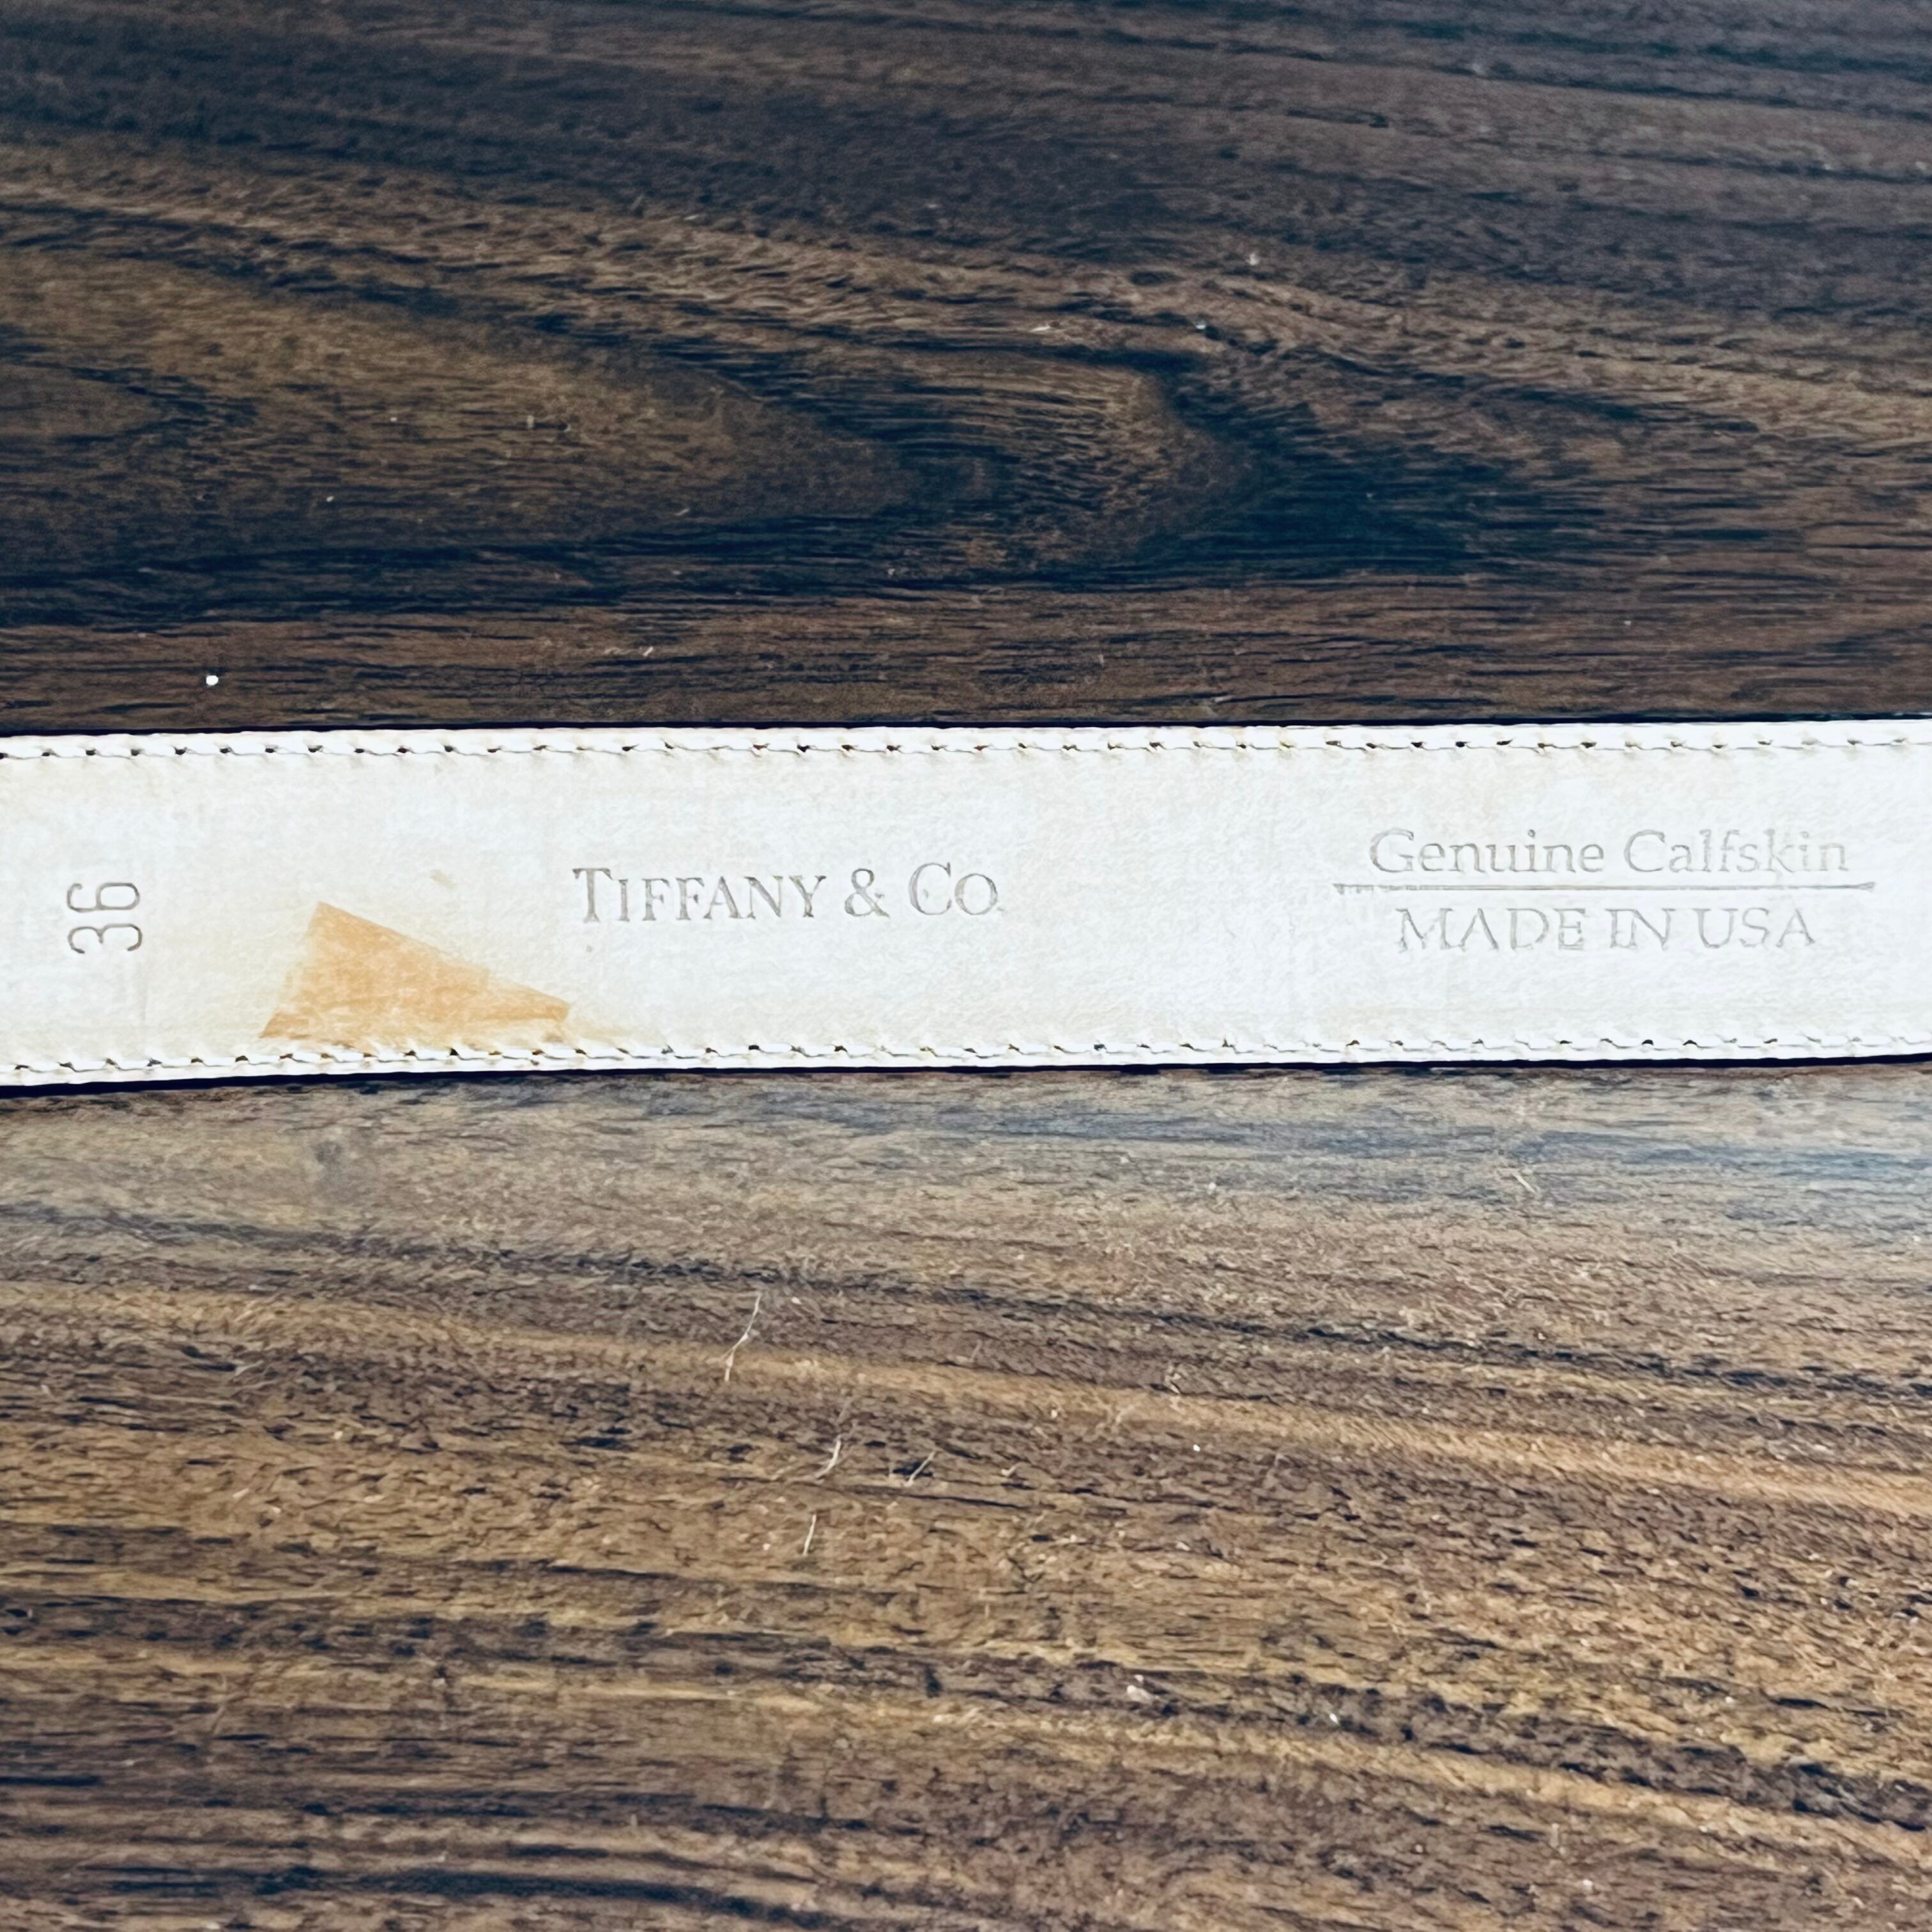 36
TIFFANY & CO.
Genuine Calfskin
MADE IN USA